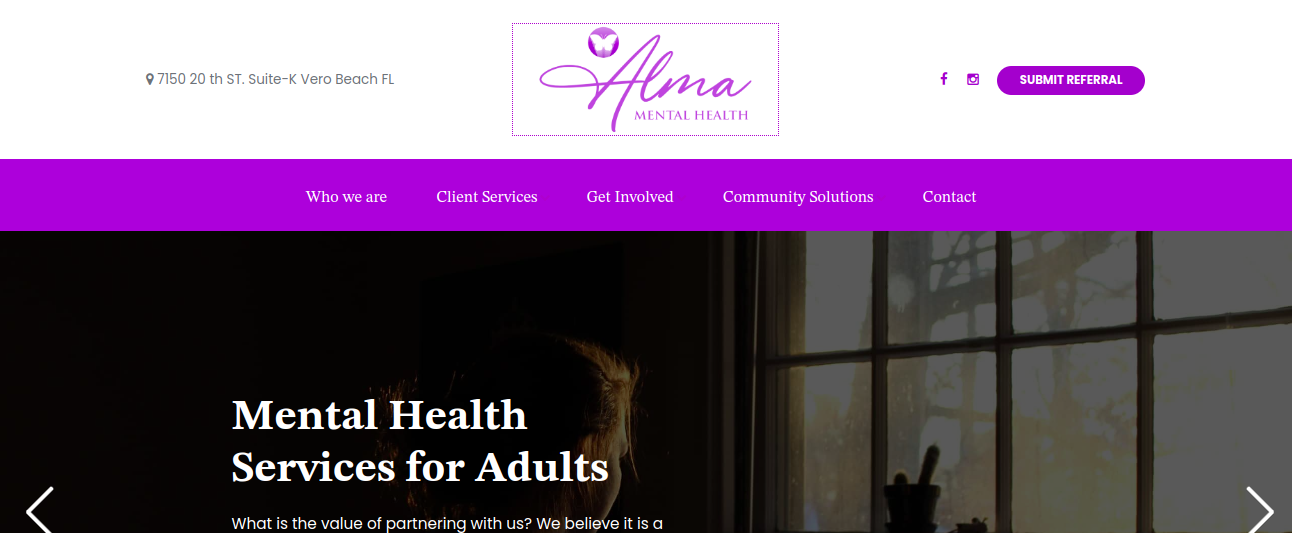 7150 20 th ST. Suite-K Vero Beach FL
Alma
MENTAL HEALTH
SUBMIT REFERRAL
Who we are
Client Services
Get Involved
Community Solutions
Contact
Mental Health
Services for Adults
What is the value of partnering with us? We believe it is a